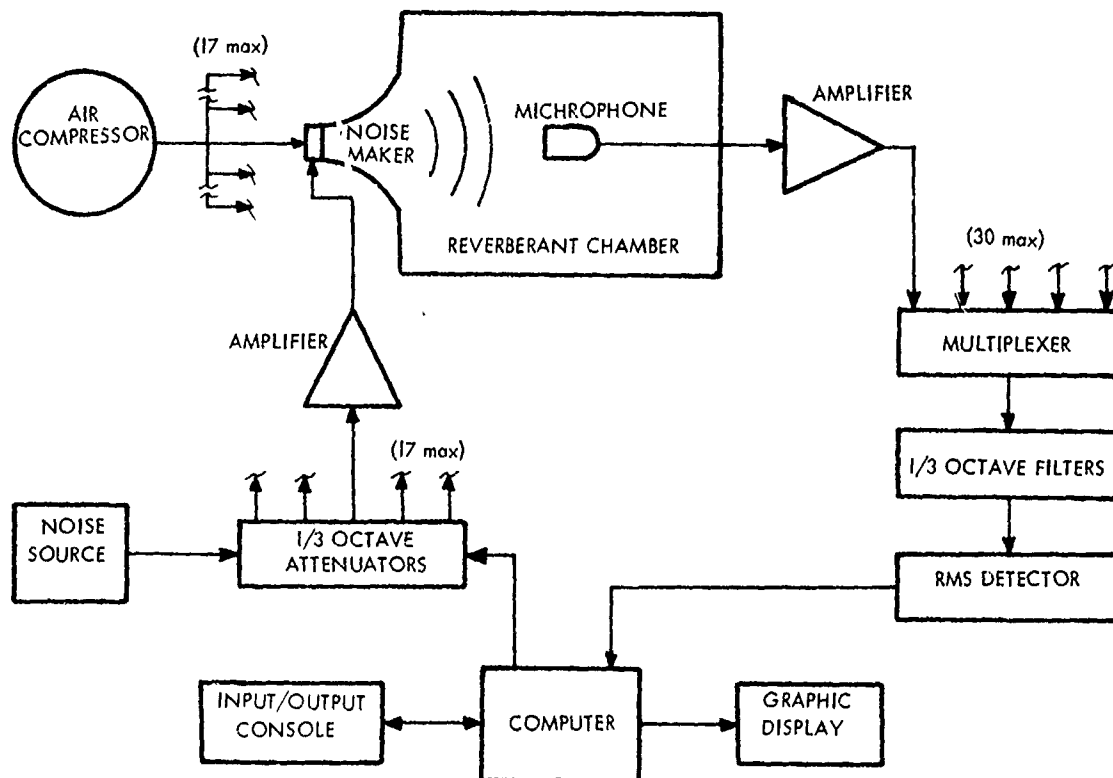 (17 max)
AIR
COMPRESSOR
NOISE
MAKER
MICHROPHONE
AMPLIFIER
REVERBERANT CHAMBER
(30 max)
AMPLIFIER
MULTIPLEXER
(17 max)
1/3 OCTAVE FILTERS
NOISE
SOURCE
1/3 OCTAVE
ATTENUATORS
RMS DETECTOR
INPUT/OUTPUT
CONSOLE
COMPUTER
GRAPHIC
DISPLAY